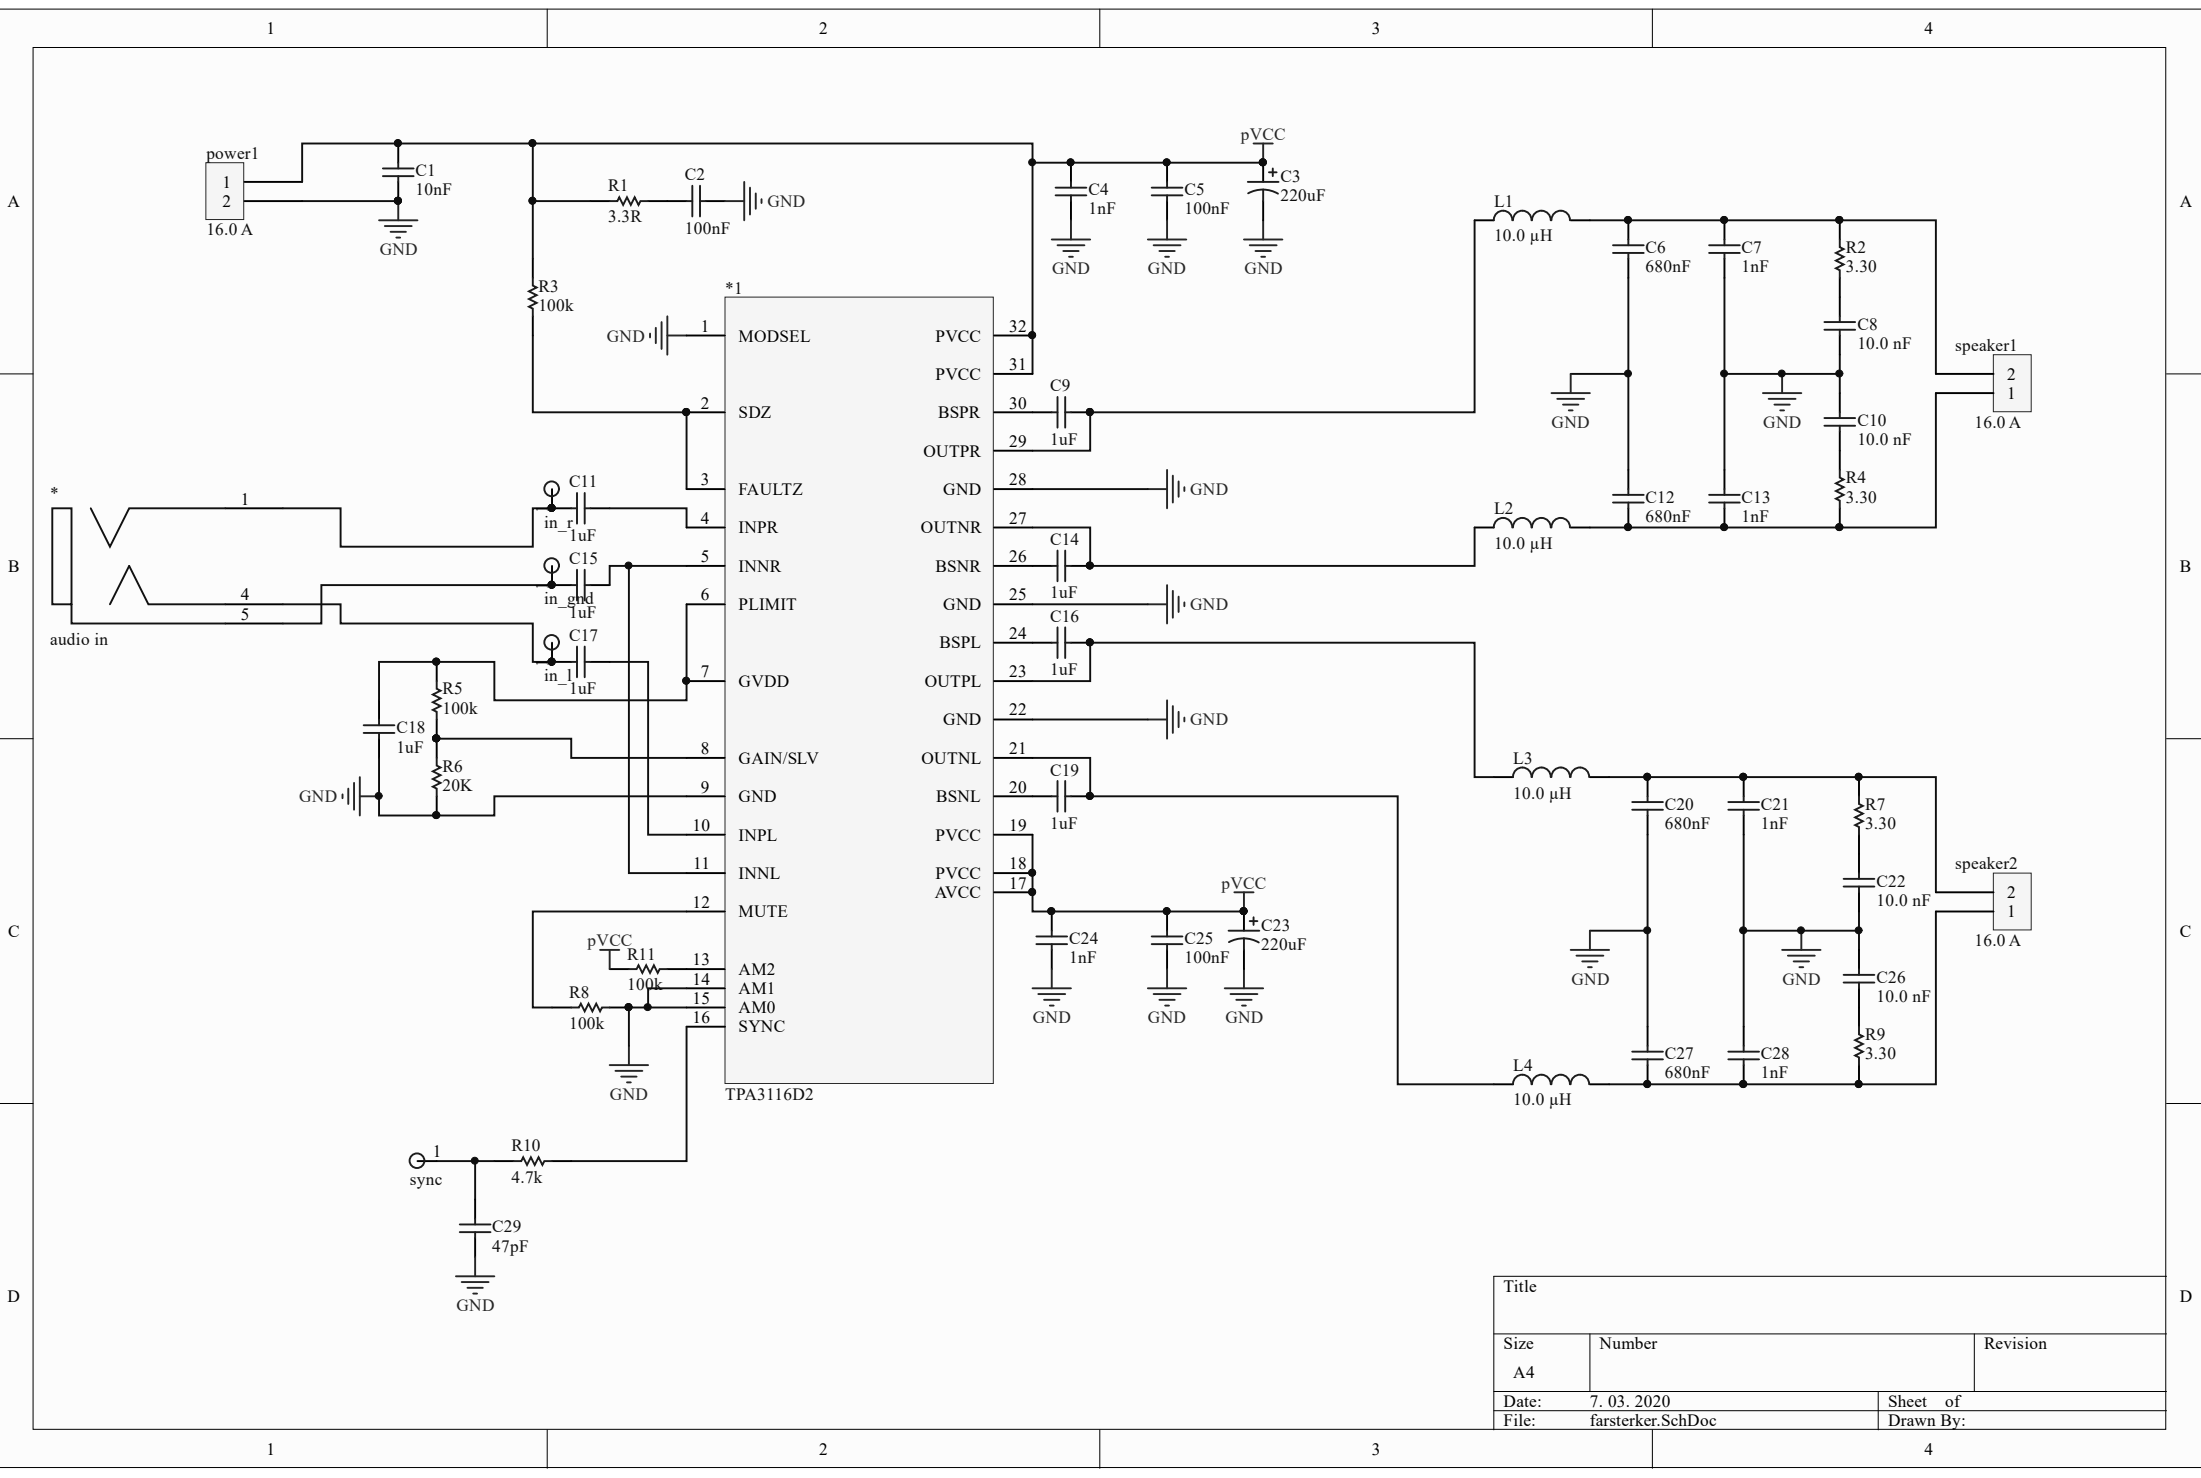 1 2 3 4
A A
B B
C C
D D
1 2 3 4
power1
1
2
16.0 A
C1
10nF
GND
R1
3.3R
C2
100nF
GND
R3
100k
pVCC
C4
1nF
GND
C5
100nF
GND
+
C3
220uF
GND
*1
GND
1 MODSEL
2 SDZ
3 FAULTZ
4 INPR
5 INNR
6 PLIMIT
7 GVDD
8 GAIN/SLV
9 GND
10 INPL
11 INNL
12 MUTE
13 AM2
14 AM1
15 AM0
16 SYNC
PVCC 32
PVCC 31
BSPR 30
OUTPR 29
GND 28
OUTNR 27
BSNR 26
GND 25
BSPL 24
OUTPL 23
GND 22
OUTNL 21
BSNL 20
PVCC 19
PVCC 18
AVCC 17
TPA3116D2
*
1
4
5
audio in
C11
in_r
1uF
C15
in_gnd
1uF
C17
in_l
1uF
R5
100k
C18
1uF
R6
20K
GND
pVCC
R11
100k
R8
100k
GND
sync
1
R10
4.7k
C29
47pF
GND
C9
1uF
GND
C14
1uF
GND
C16
1uF
GND
C19
1uF
pVCC
C24
1nF
GND
C25
100nF
GND
+
C23
220uF
GND
L1
10.0 µH
C6
680nF
C7
1nF
R2
3.30
C8
10.0 nF
GND
GND
C10
10.0 nF
R4
3.30
L2
10.0 µH
C12
680nF
C13
1nF
speaker1
2
1
16.0 A
L3
10.0 µH
C20
680nF
C21
1nF
R7
3.30
C22
10.0 nF
GND
GND
C26
10.0 nF
R9
3.30
L4
10.0 µH
C27
680nF
C28
1nF
speaker2
2
1
16.0 A
Title
Size Number Revision
A4
Date: 7. 03. 2020 Sheet of
File: farsterker.SchDoc Drawn By: